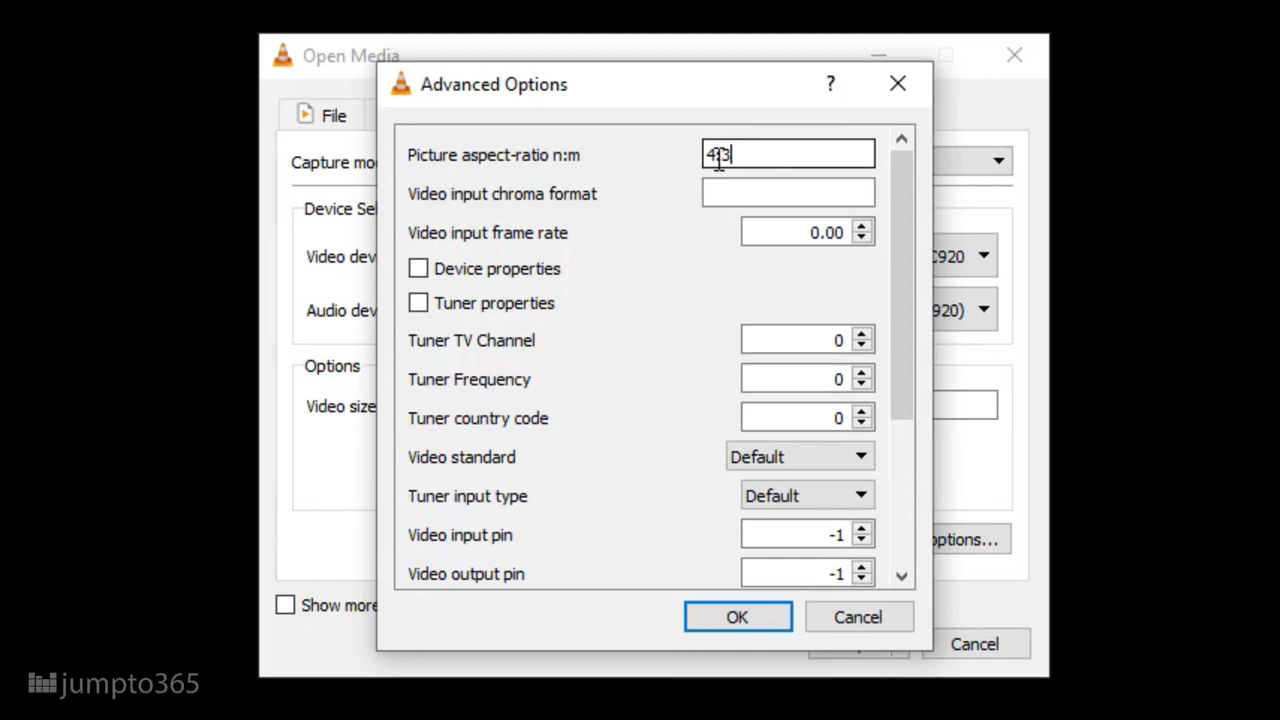 Open Media
Advanced Options
?
File
Capture mo
Picture aspect-ratio n:m
4:3
Video input chroma format
Device Sel
Video input frame rate
0.00
Video dev
C920
Device properties
Tuner properties
Audio dev
920)
Tuner TV Channel
0
Options
Tuner Frequency
0
Video size
Tuner country code
0
Video standard
Default
Tuner input type
Default
Video input pin
-1
options...
Video output pin
-1
Show more
OK
Cancel
Cancel
jumpto365